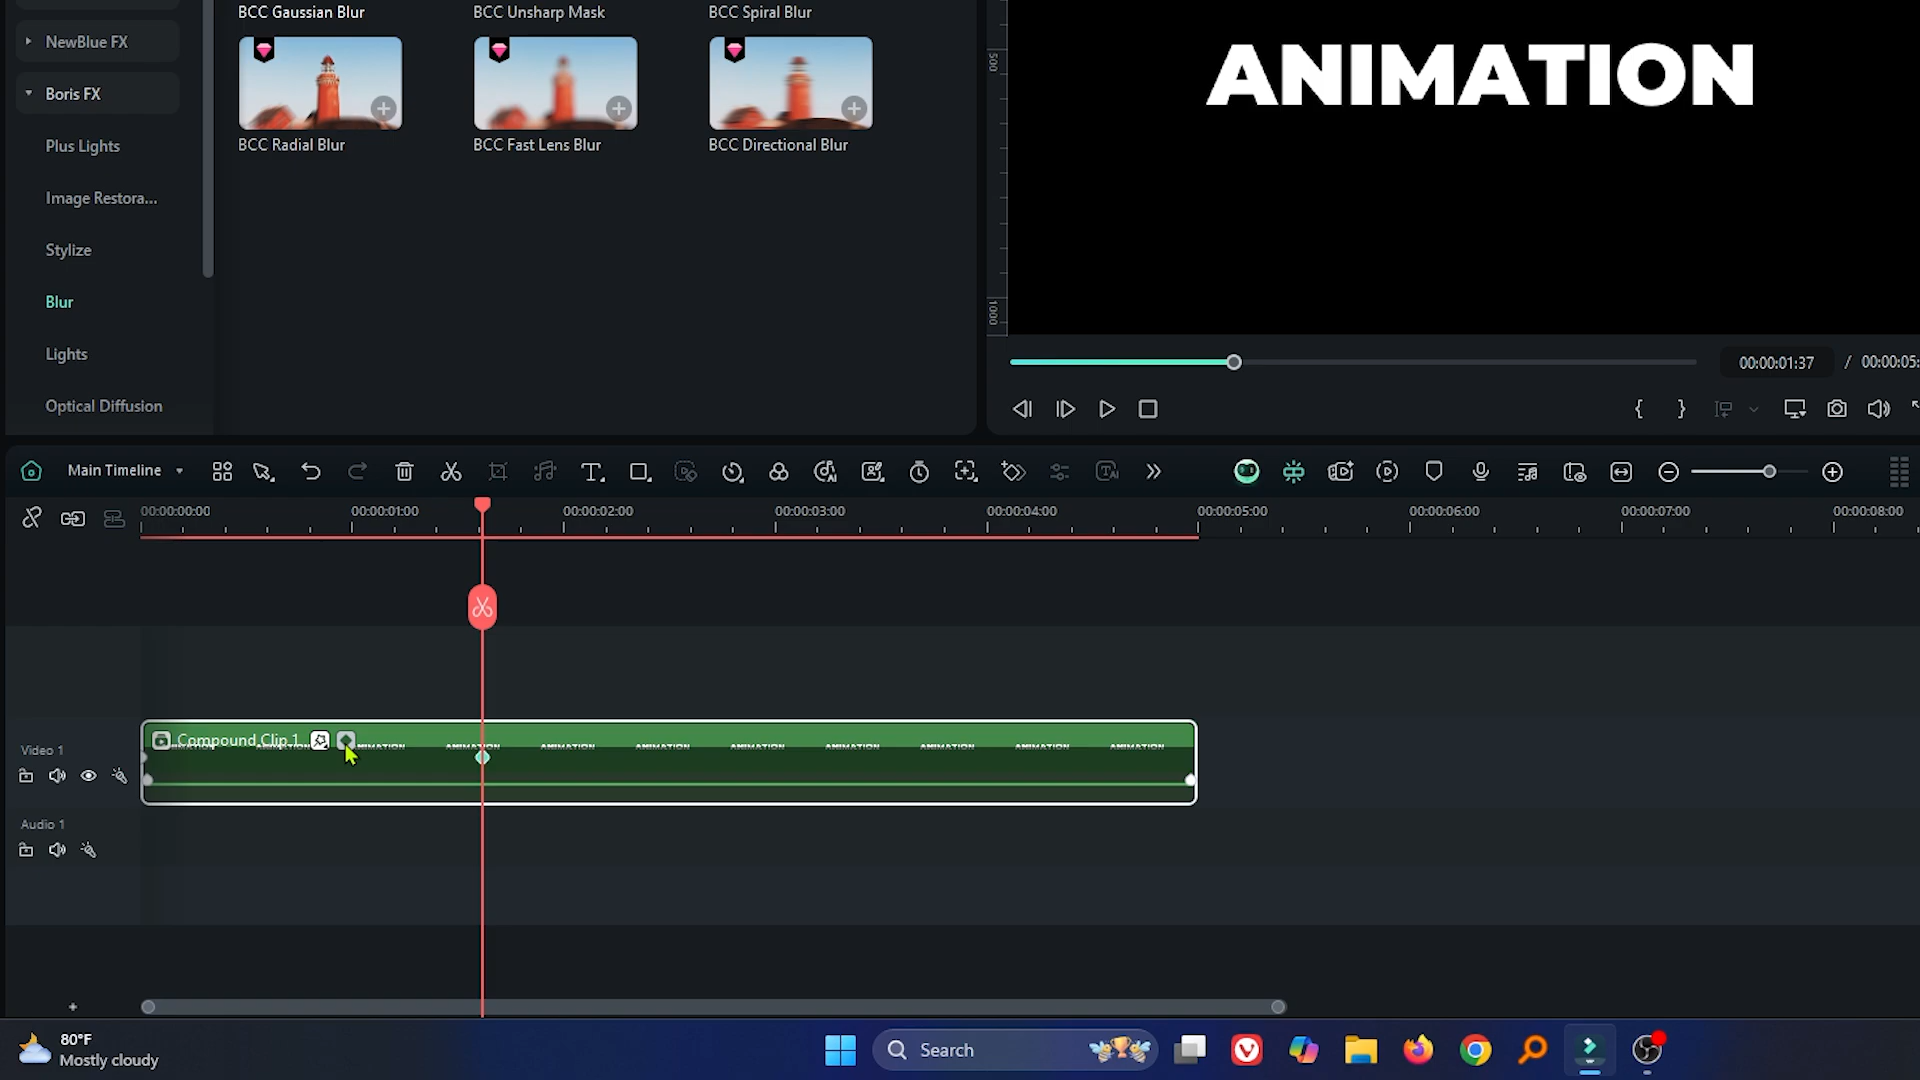 BCC Gaussian Blur
BCC Unsharp Mask
BCC Spiral Blur
NewBlue FX
Boris FX
Plus Lights
Image Restora...
Stylize
Blur
Lights
Optical Diffusion
BCC Radial Blur
BCC Fast Lens Blur
BCC Directional Blur
ANIMATION
500
1000
00:00:01:37 / 00:00:05:
Main Timeline
00:00:00:00
00:00:01:00
00:00:02:00
00:00:03:00
00:00:04:00
00:00:05:00
00:00:06:00
00:00:07:00
00:00:08:00
Video 1
Compound Clip 1
ANIMATION ANIMATION ANIMATION ANIMATION ANIMATION ANIMATION ANIMATION ANIMATION
Audio 1
80°F
Mostly cloudy
Search